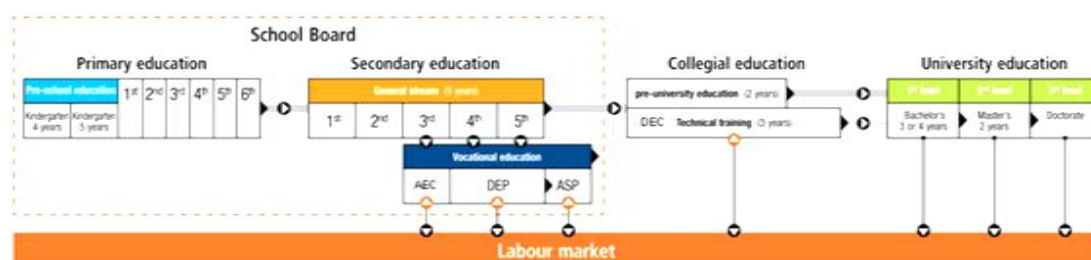 School Board
Primary education
Secondary education
Collegial education
University education
Pre-school education
1st 2nd 3rd 4th 5th 6th
Kindergarten 4 years
Kindergarten 5 years
General stream (5 years)
1st 2nd 3rd 4th 5th
Vocational education
AEC DEP ASP
pre-university education (2 years)
DEC Technical training (3 years)
1st level 2nd level 3rd level
Bachelor's 3 or 4 years
Master's 2 years
Doctorate
Labour market